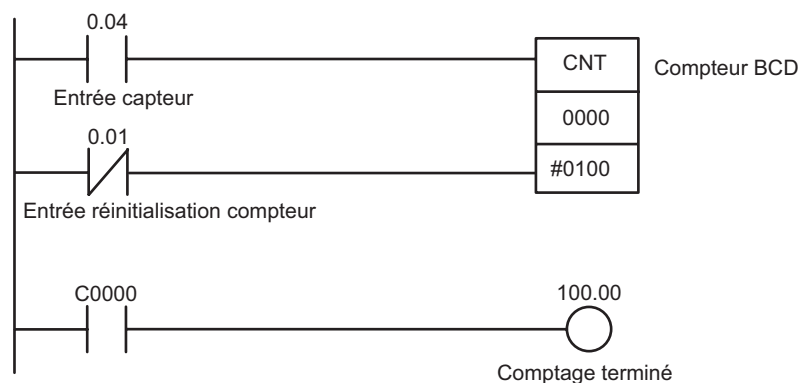 0.04
CNT
Compteur BCD
Entrée capteur
0000
0.01
#0100
Entrée réinitialisation compteur
C0000
100.00
Comptage terminé